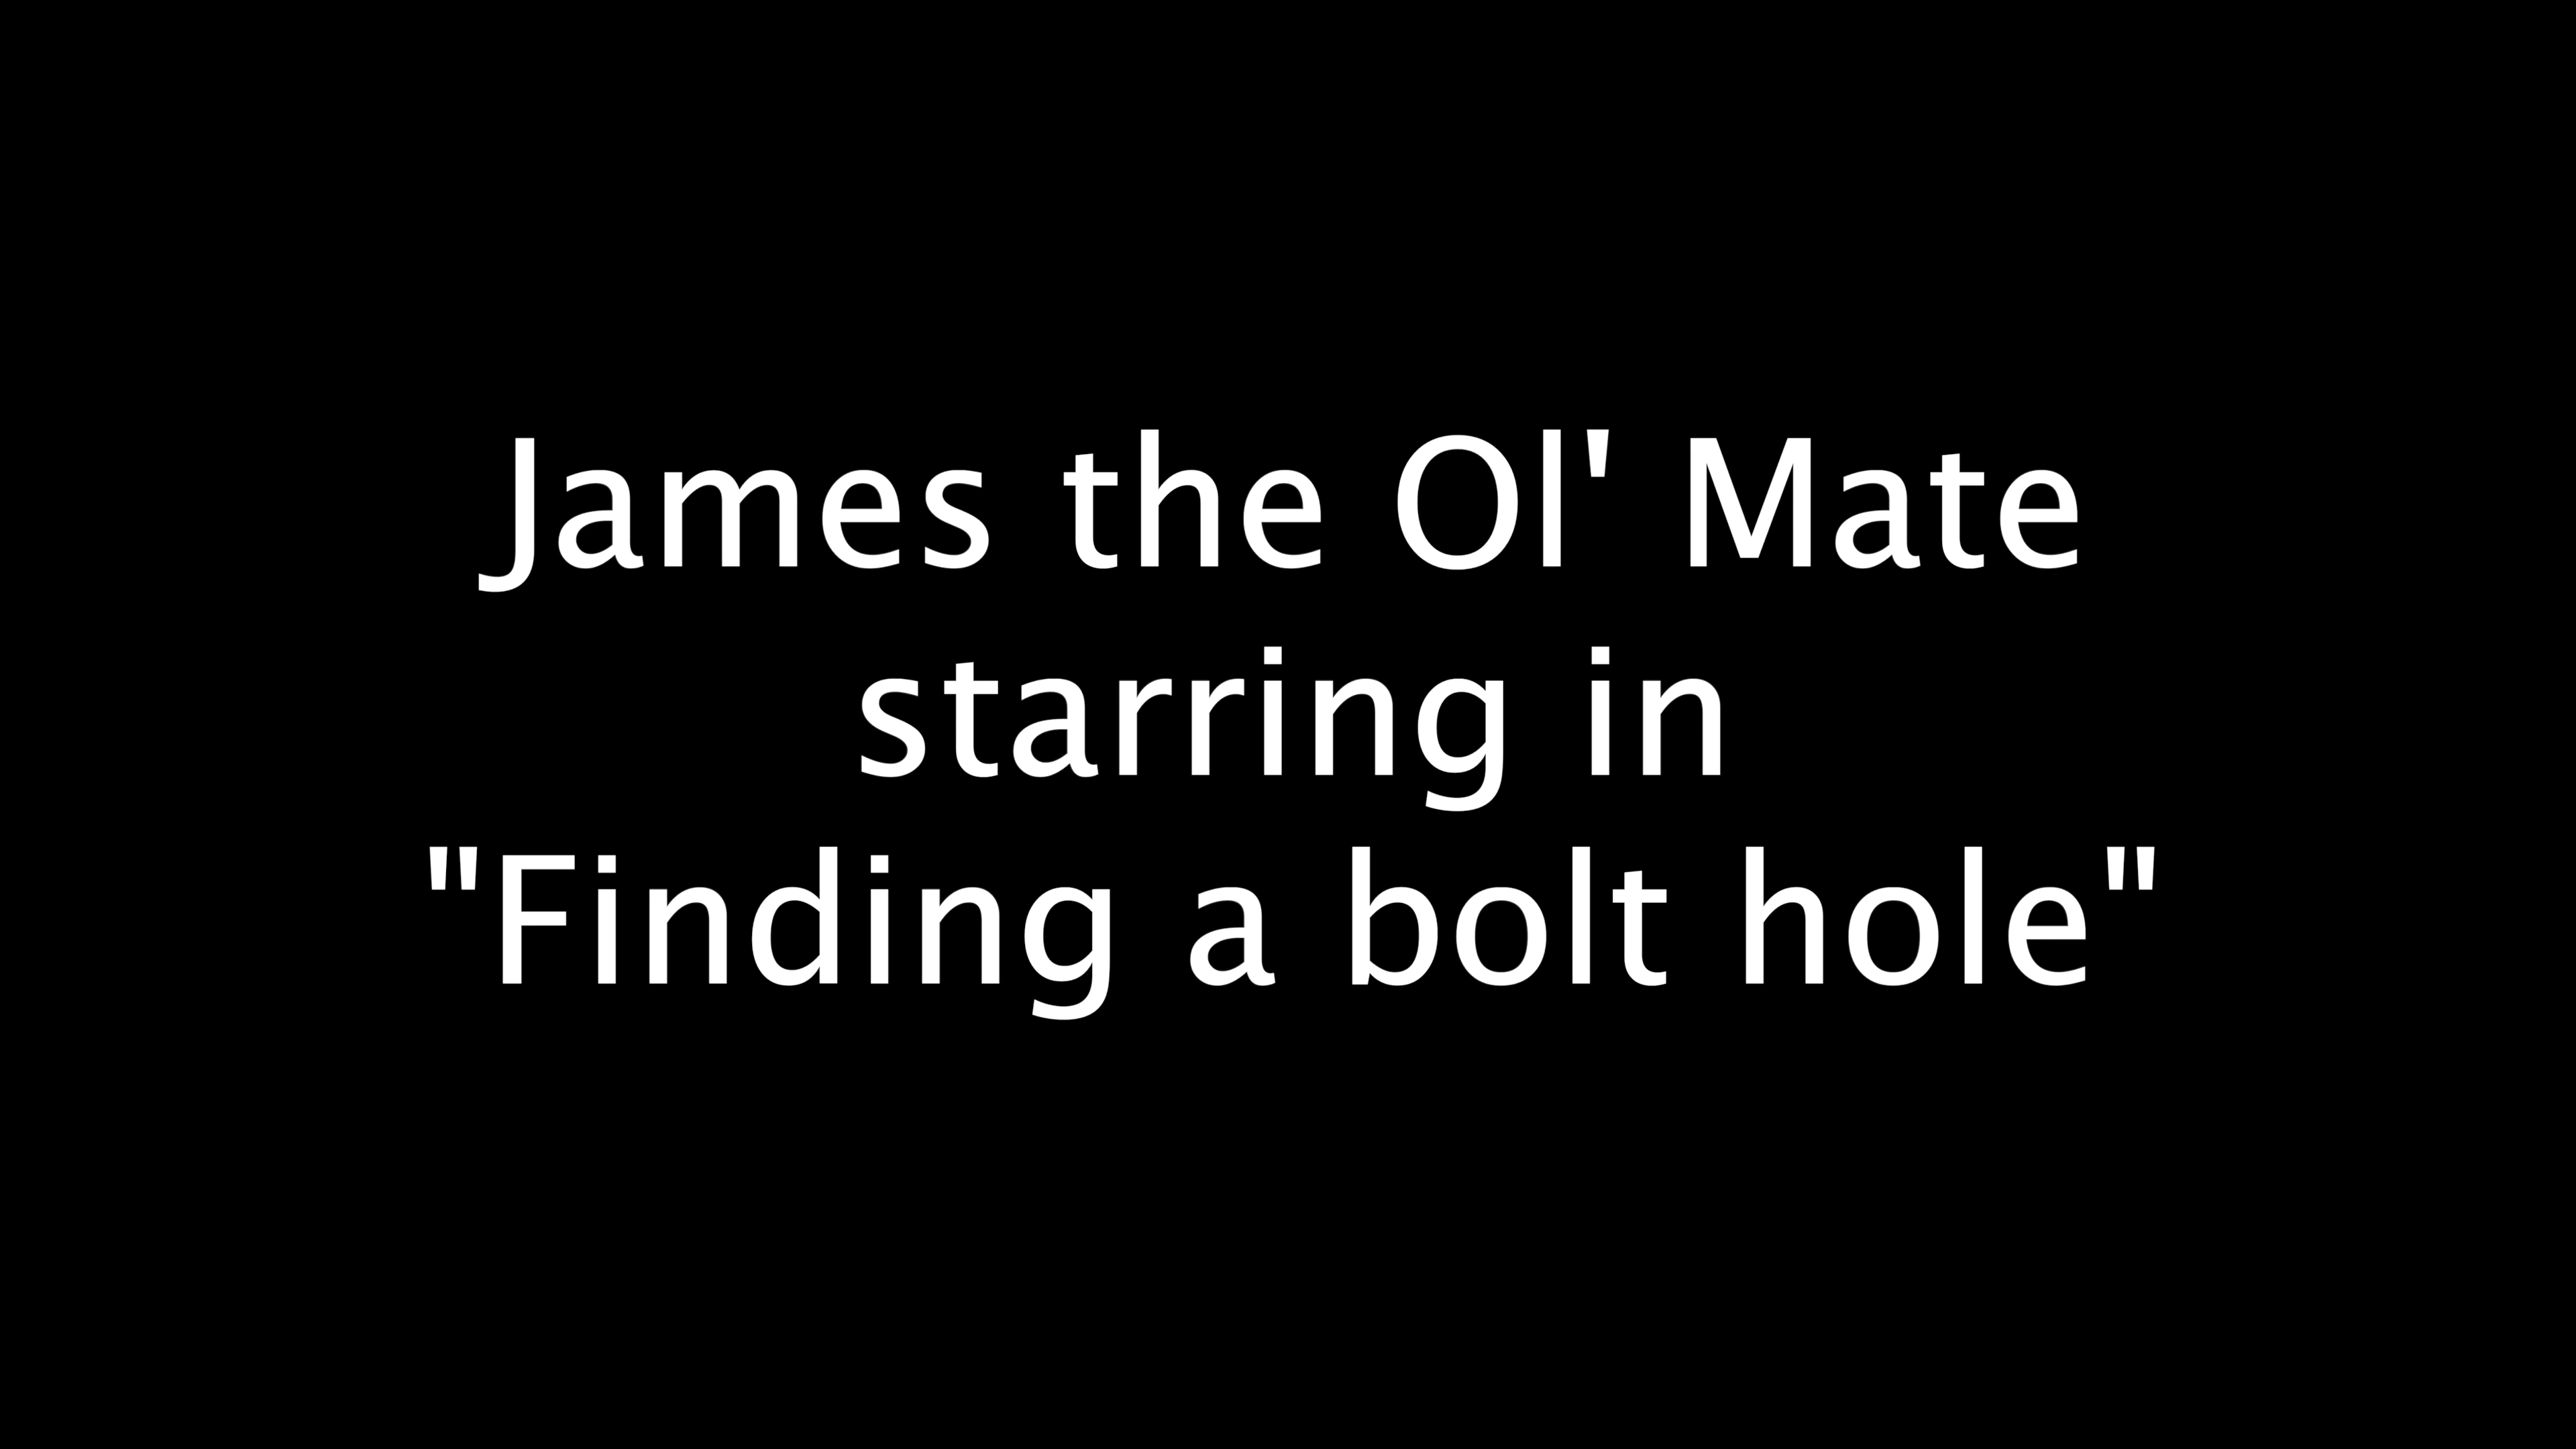 James the Ol' Mate
starring in
"Finding a bolt hole"